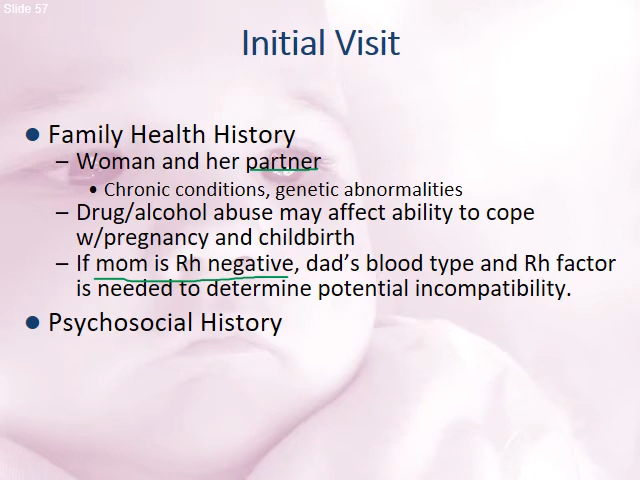 Slide 57
Initial Visit
● Family Health History
– Woman and her partner
• Chronic conditions, genetic abnormalities
– Drug/alcohol abuse may affect ability to cope
w/pregnancy and childbirth
– If mom is Rh negative, dad’s blood type and Rh factor
is needed to determine potential incompatibility.
● Psychosocial History